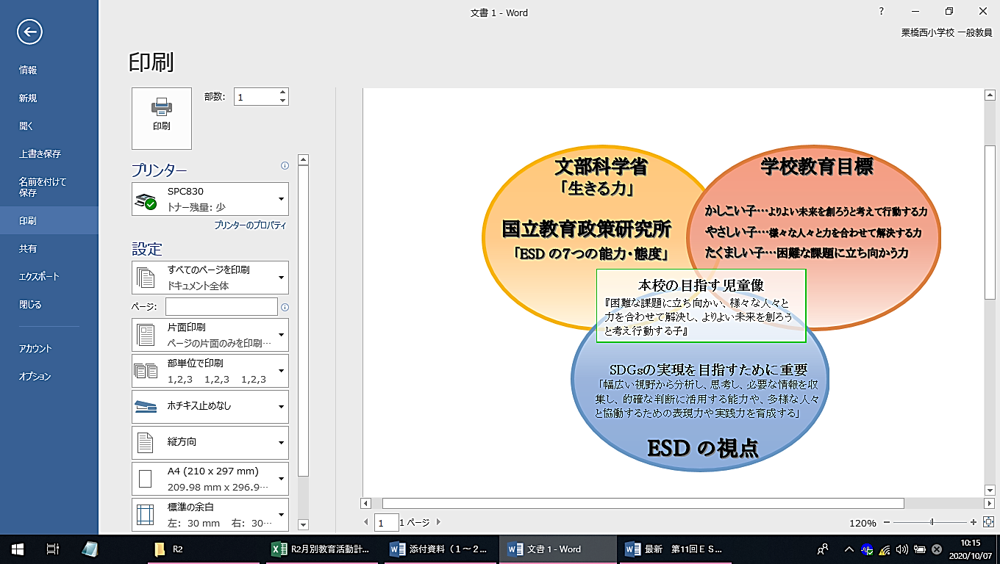 文書 1 - Word
?
栗橋西小学校 一般教員
情報
新規
開く
上書き保存
名前を付けて
保存
印刷
共有
エクスポート
閉じる
アカウント
オプション
印刷
印刷
部数: 1
プリンター
SPC830
トナー残量: 少
プリンターのプロパティ
設定
すべてのページを印刷
ドキュメント全体
ページ:
片面印刷
ページの片面のみを印刷…
部単位で印刷
1,2,3 1,2,3 1,2,3
ホチキス止めなし
縦方向
A4 (210 x 297 mm)
209.98 mm x 296.9…
標準の余白
左: 30 mm 右: 30…
文部科学省
「生きる力」
国立教育政策研究所
「ESD の7つの能力・態度」
学校教育目標
かしこい子…よりよい未来を創ろうと考えて行動する力
やさしい子…様々な人々と力を合わせて解決する力
たくましい子…困難な課題に立ち向かう力
本校の目指す児童像
『困難な課題に立ち向かい、様々な人々と
力を合わせて解決し、よりよい未来を創ろう
と考え行動する子』
SDGsの実現を目指すために重要
「幅広い視野から分析し、思考し、必要な情報を収
集し、的確な判断に活用する能力や、多様な人々
と協働するための表現力や実践力を育成する」
ESD の視点
1 1 ページ
120%
R2
R2月別教育活動計...
添付資料（１～２...
文書 1 - Word
最新　第11回ＥＳ...
10:15
2020/10/07